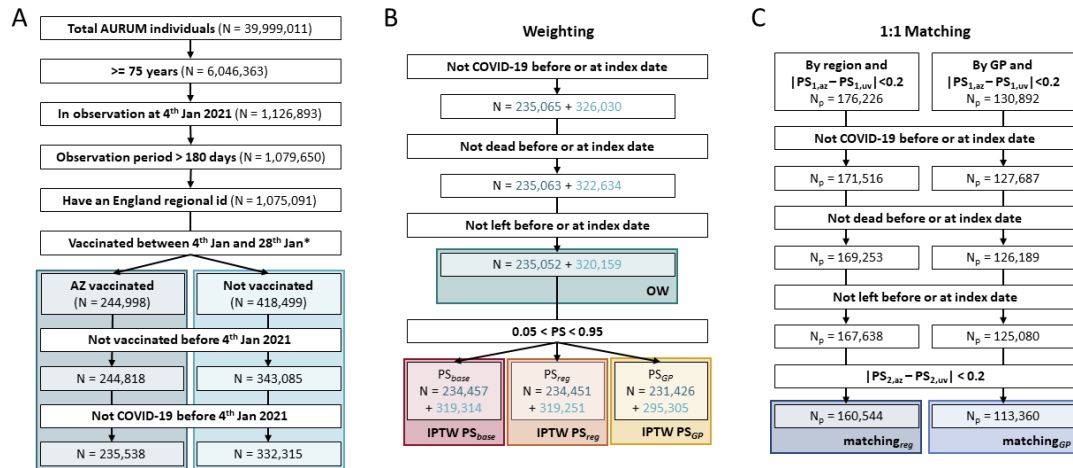 A
Total AURUM individuals (N = 39,999,011)
>= 75 years (N = 6,046,363)
In observation at 4th Jan 2021 (N = 1,126,893)
Observation period > 180 days (N = 1,079,650)
Have an England regional id (N = 1,075,091)
Vaccinated between 4th Jan and 28th Jan*
AZ vaccinated
(N = 244,998)
Not vaccinated
(N = 418,499)
Not vaccinated before 4th Jan 2021
244,818
343,085
Not COVID-19 before 4th Jan 2021
235,538
332,315
B
Weighting
Not COVID-19 before or at index date
N = 235,065 + 326,030
Not dead before or at index date
N = 235,063 + 322,634
Not left before or at index date
N = 235,052 + 320,159
OW
0.05 < PS < 0.95
PSbase
N = 234,457
+ 319,314
IPTW PSbase
PSreg
N = 234,451
+ 319,251
IPTW PSreg
PSGP
N = 231,426
+ 295,305
IPTW PSGP
C
1:1 Matching
By region and
|PS1,az − PS1,uv| <0.2
Np = 176,226
By GP and
|PS1,az − PS1,uv| <0.2
Np = 130,892
Not COVID-19 before or at index date
Np = 171,516
Np = 127,687
Not dead before or at index date
Np = 169,253
Np = 126,189
Not left before or at index date
Np = 167,638
Np = 125,080
|PS2,az − PS2,uv| < 0.2
Np = 160,544
Np = 113,360
matchingreg
matchingGP